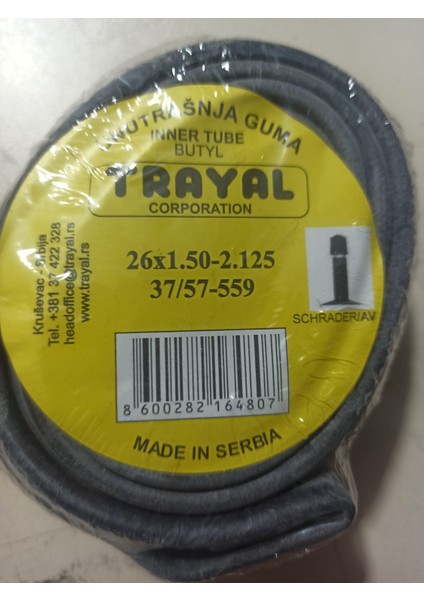 UNUTRAŠNJA GUMA
INNER TUBE
BUTYL
TRAYAL
CORPORATION
26x1.50-2.125
37/57-559
SCHRADER/AV
Kruševac - Srbija
Tel. +381 37 422 328
headoffice@trayal.rs
www.trayal.rs
8 600282 164807
MADE IN SERBIA